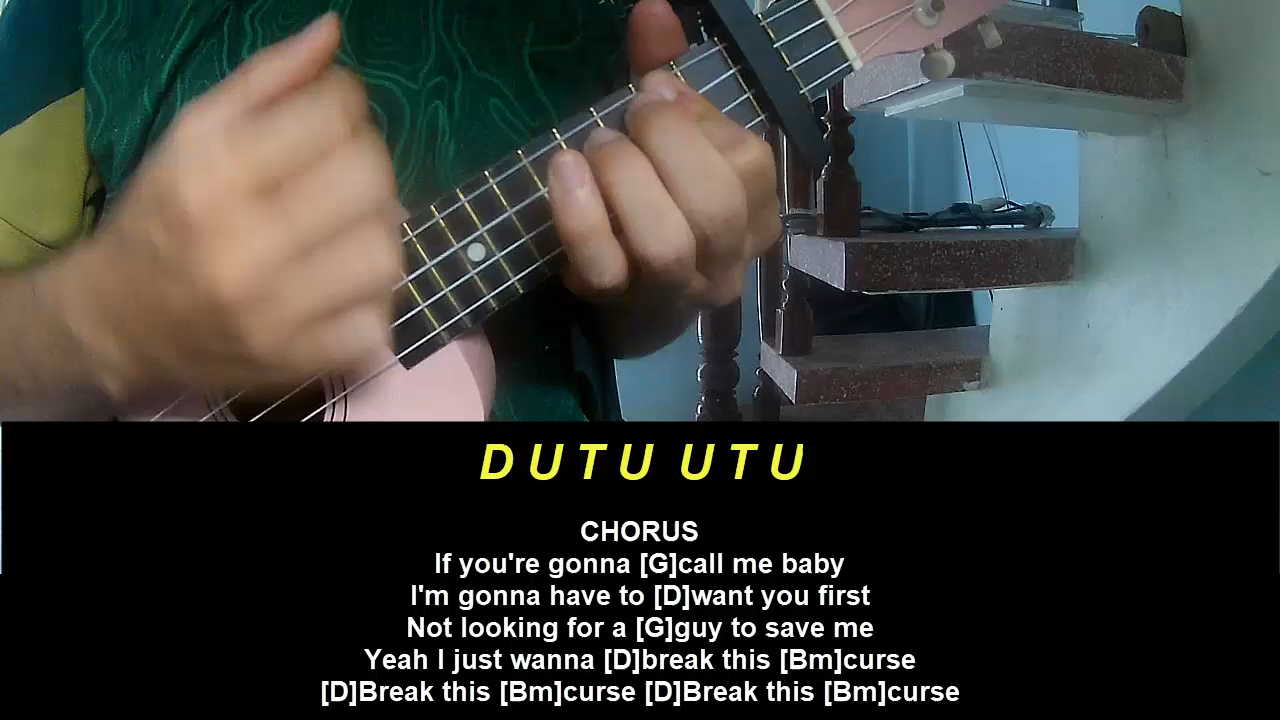 D U T U U T U
CHORUS
If you're gonna [G]call me baby
I'm gonna have to [D]want you first
Not looking for a [G]guy to save me
Yeah I just wanna [D]break this [Bm]curse
[D]Break this [Bm]curse [D]Break this [Bm]curse